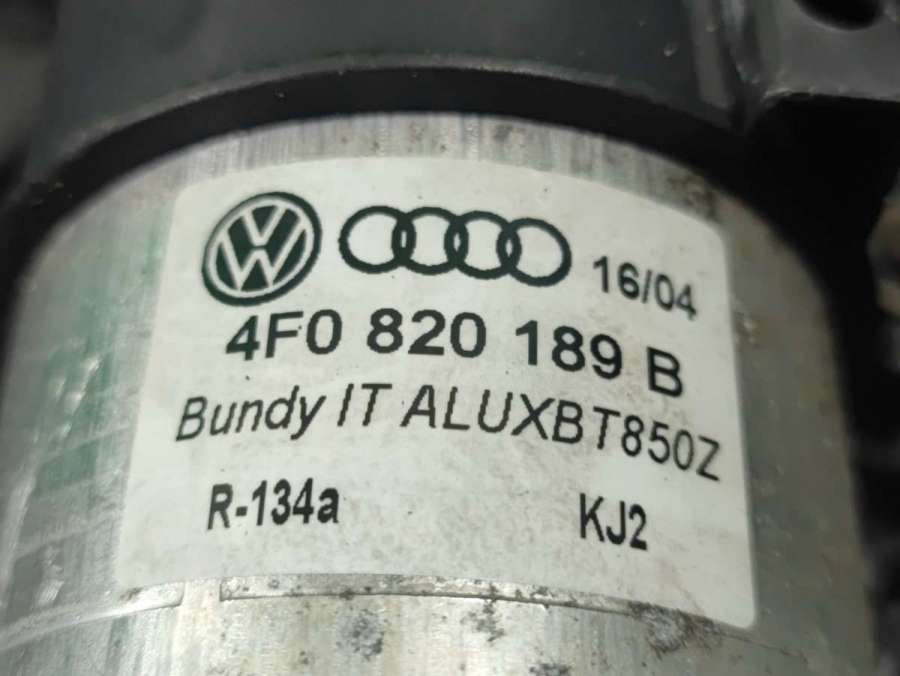 16/04
4F0 820 189 B
Bundy IT ALUXBT850Z
R-134a KJ2